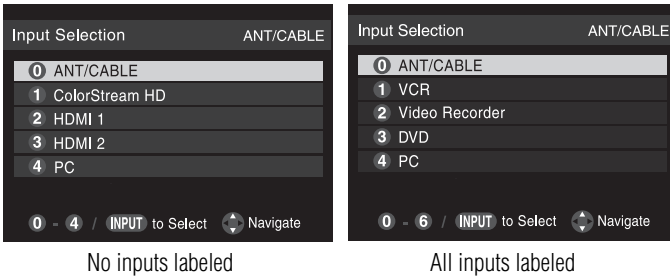 Input Selection ANT/CABLE
0 ANT/CABLE
1 ColorStream HD
2 HDMI 1
3 HDMI 2
4 PC
0 - 4 / INPUT to Select Navigate
No inputs labeled
Input Selection ANT/CABLE
0 ANT/CABLE
1 VCR
2 Video Recorder
3 DVD
4 PC
0 - 6 / INPUT to Select Navigate
All inputs labeled